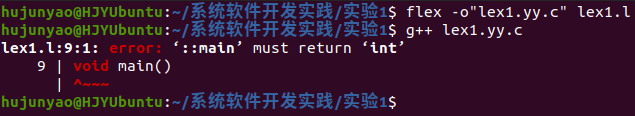 hujunyao@HJYUbuntu:~/系统软件开发实践/实验1$ flex -o"lex1.yy.c" lex1.l
hujunyao@HJYUbuntu:~/系统软件开发实践/实验1$ g++ lex1.yy.c
lex1.l:9:1: error: ‘::main’ must return ‘int’
    9 | void main()
      | ^~~~
hujunyao@HJYUbuntu:~/系统软件开发实践/实验1$